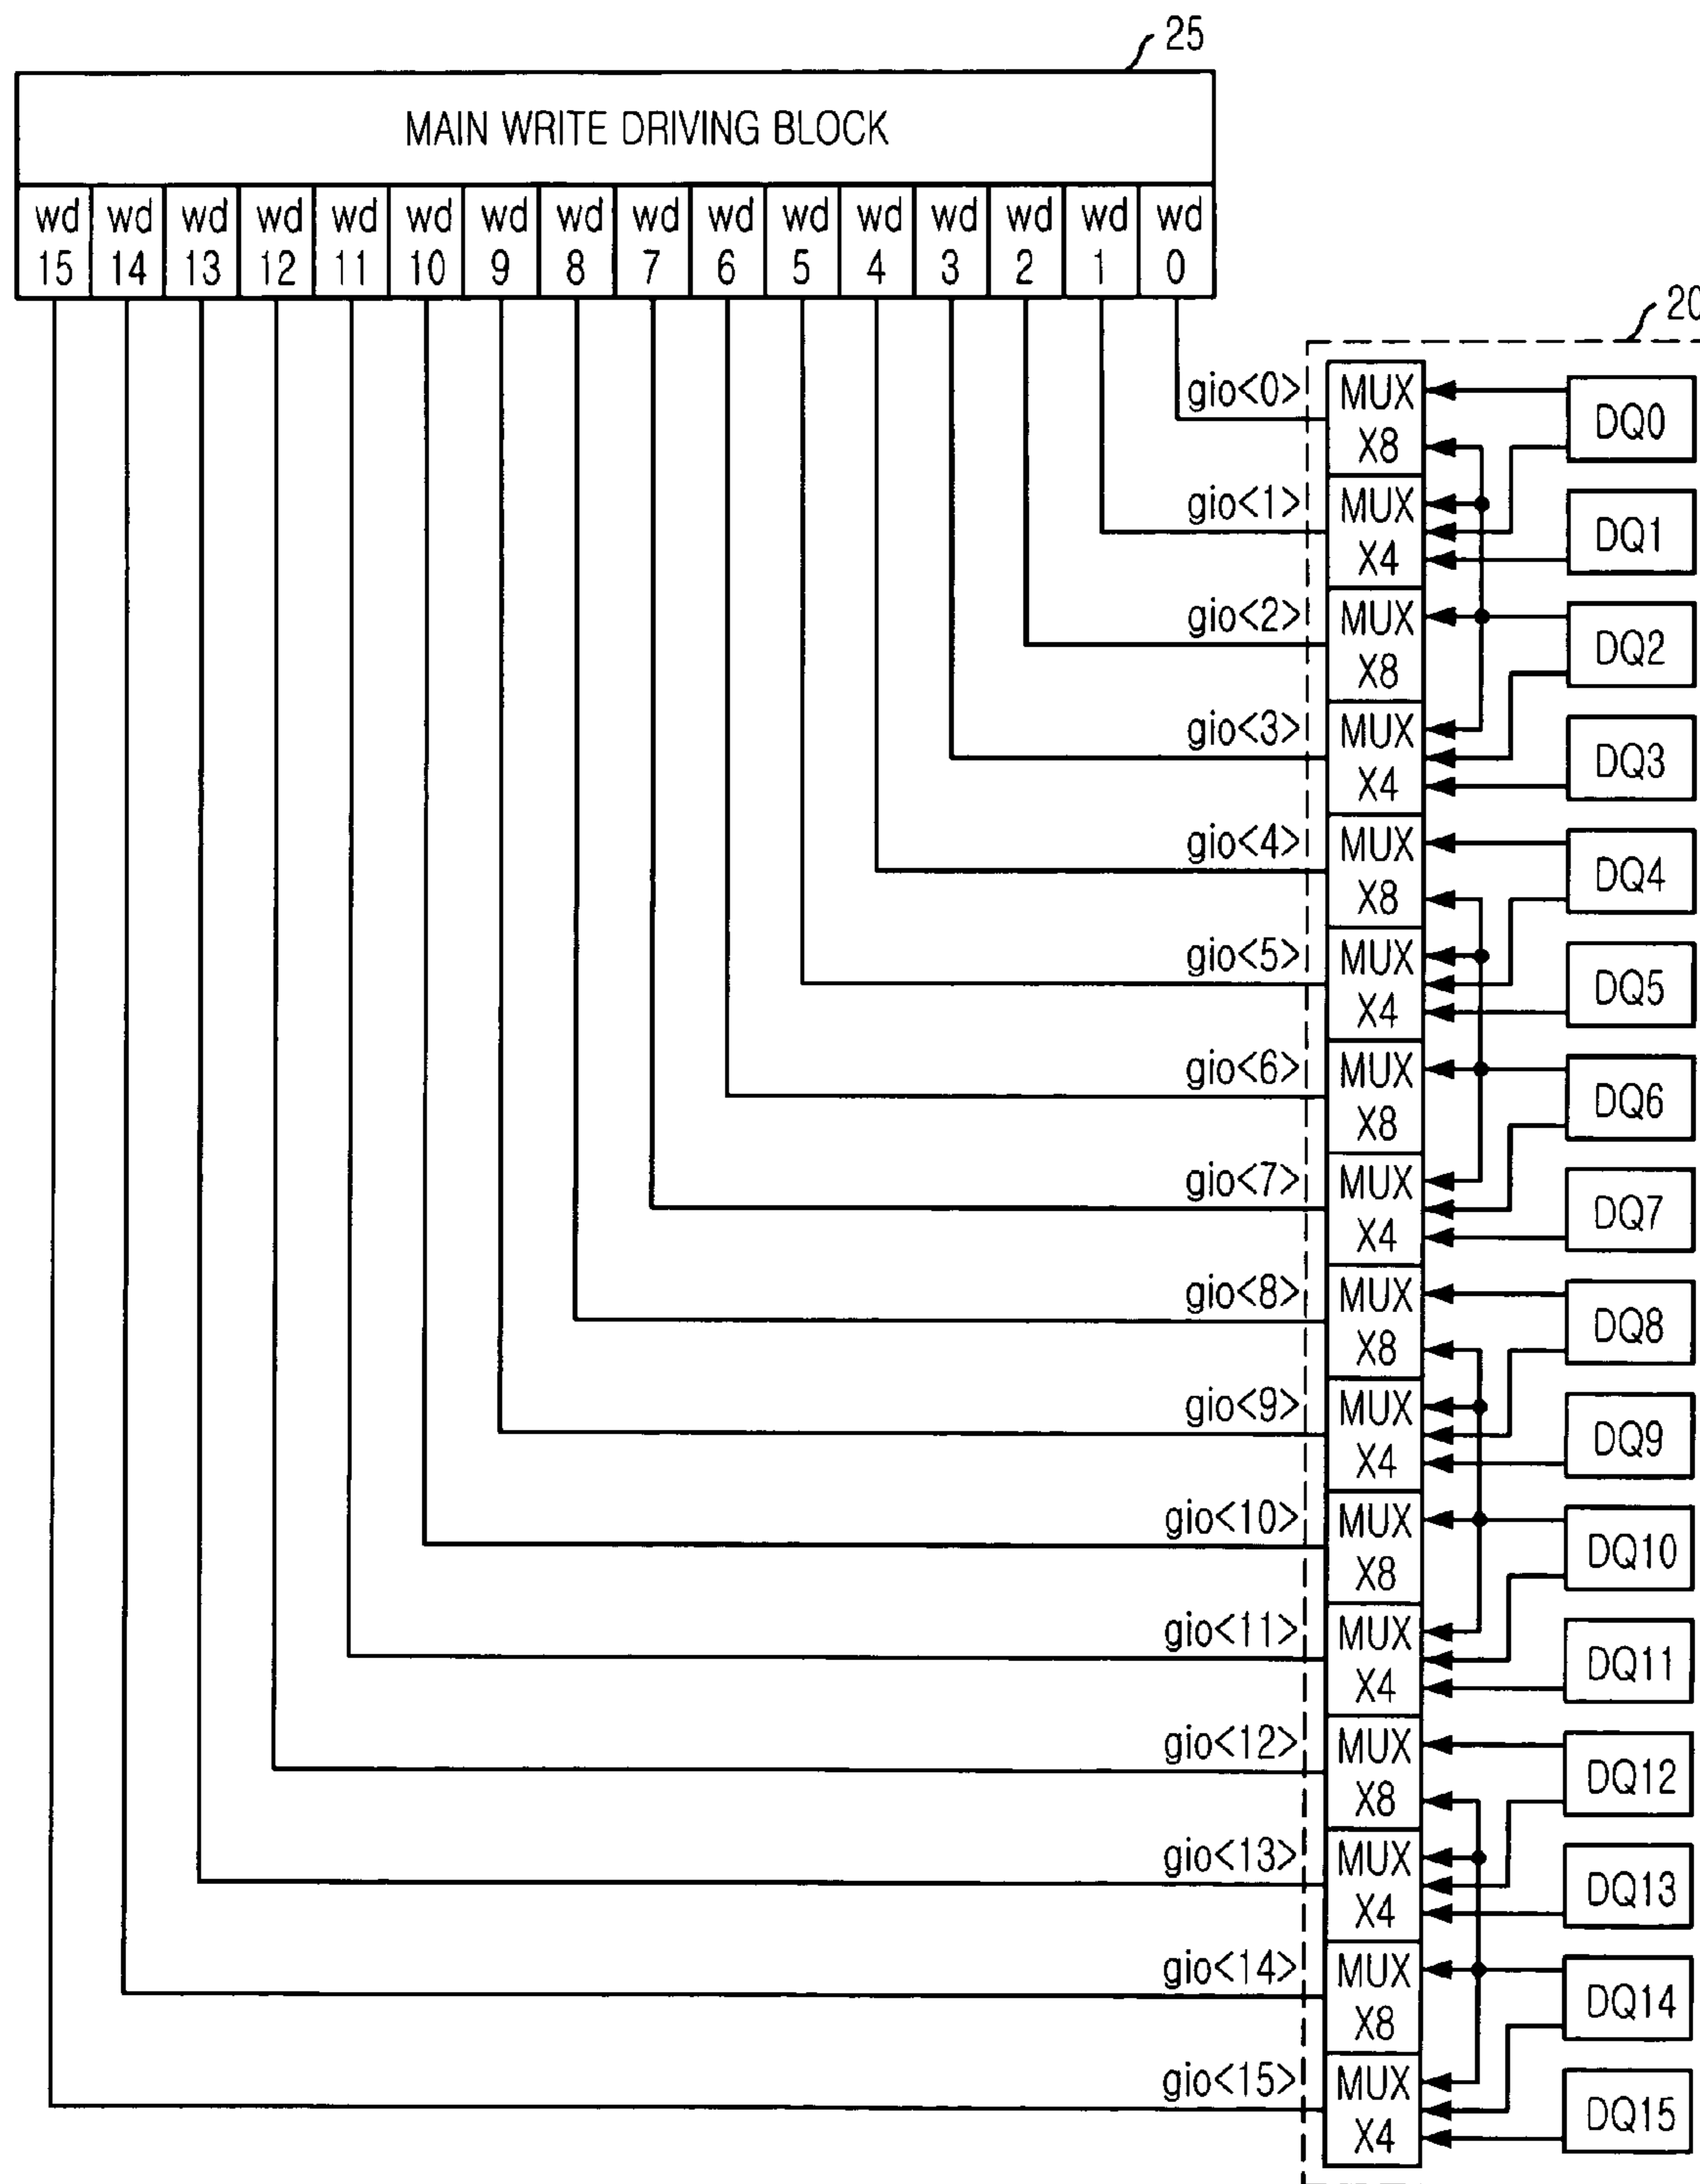 25
MAIN WRITE DRIVING BLOCK
wd 15
wd 14
wd 13
wd 12
wd 11
wd 10
wd 9
wd 8
wd 7
wd 6
wd 5
wd 4
wd 3
wd 2
wd 1
wd 0
20
gio<0> MUX X8 DQ0
gio<1> MUX X4 DQ1
gio<2> MUX X8 DQ2
gio<3> MUX X4 DQ3
gio<4> MUX X8 DQ4
gio<5> MUX X4 DQ5
gio<6> MUX X8 DQ6
gio<7> MUX X4 DQ7
gio<8> MUX X8 DQ8
gio<9> MUX X4 DQ9
gio<10> MUX X8 DQ10
gio<11> MUX X4 DQ11
gio<12> MUX X8 DQ12
gio<13> MUX X4 DQ13
gio<14> MUX X8 DQ14
gio<15> MUX X4 DQ15